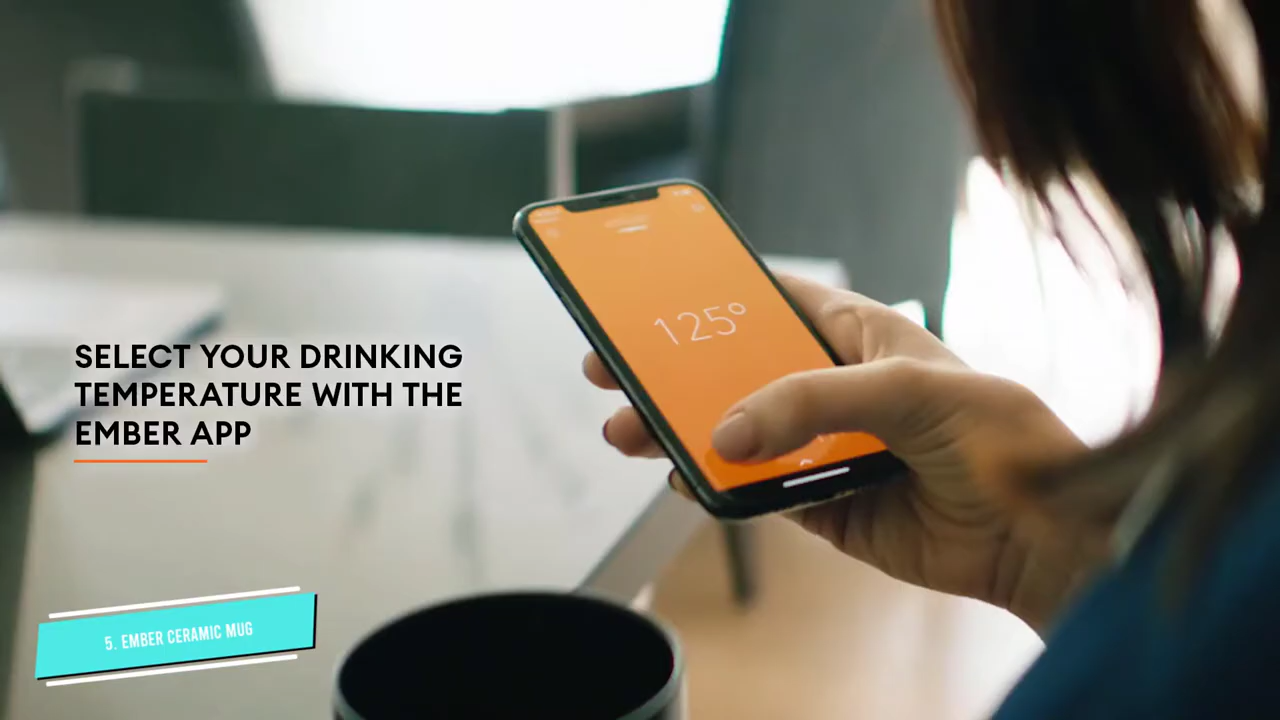 125°
SELECT YOUR DRINKING
TEMPERATURE WITH THE
EMBER APP
5. EMBER CERAMIC MUG